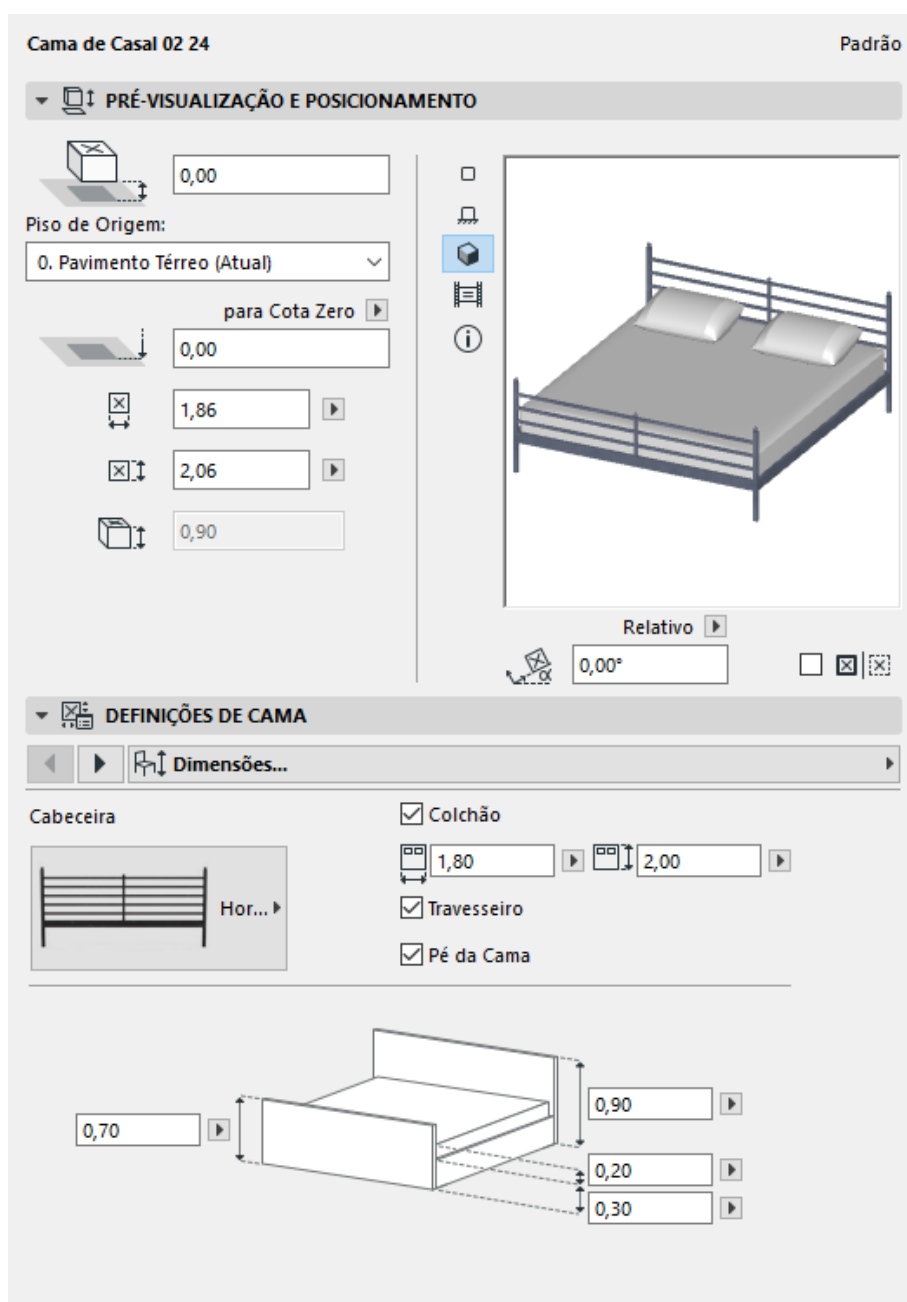 Cama de Casal 02 24 Padrão
PRÉ-VISUALIZAÇÃO E POSICIONAMENTO
0,00
Piso de Origem:
0. Pavimento Térreo (Atual)
para Cota Zero
0,00
1,86
2,06
0,90
Relativo
α 0,00°
DEFINIÇÕES DE CAMA
Dimensões...
Cabeceira
Hor...
Colchão
1,80 2,00
Travesseiro
Pé da Cama
0,70
0,90
0,20
0,30